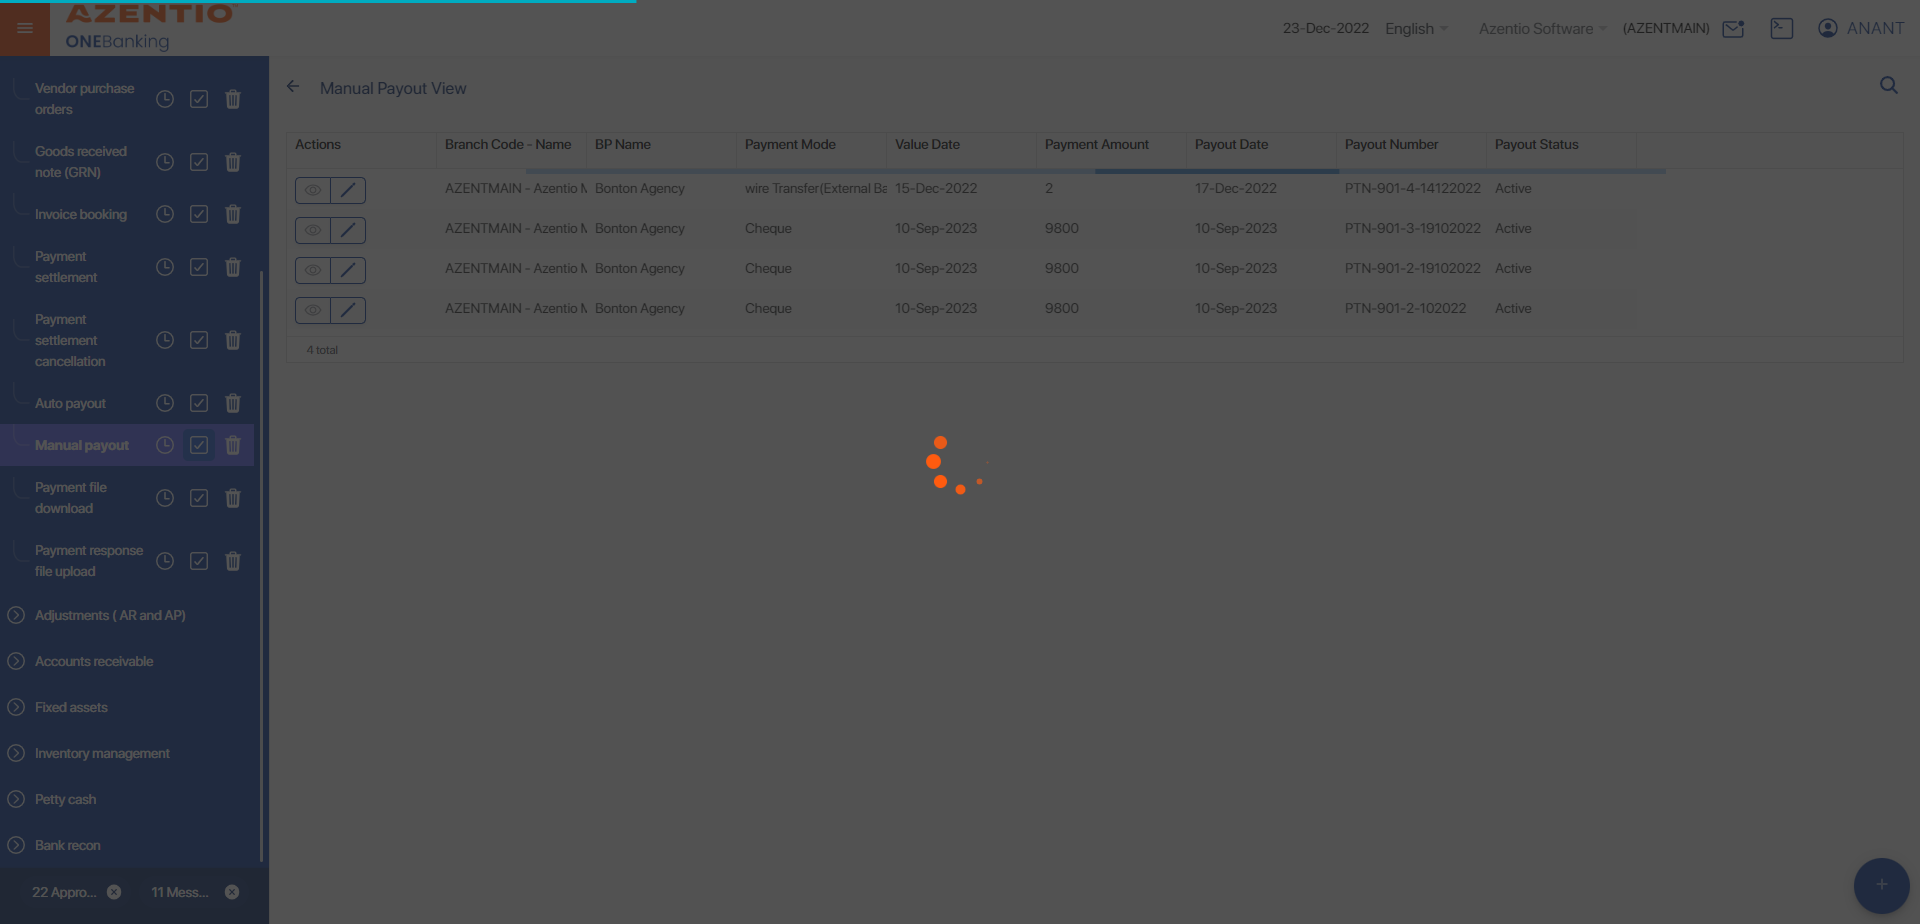 AZENTIO
ONEBanking
23-Dec-2022 English Azentio Software (AZENTMAIN) ANANT
Vendor purchase
orders
Goods received
note (GRN)
Invoice booking
Payment
settlement
Payment
settlement
cancellation
Auto payout
Manual payout
Payment file
download
Payment response
file upload
Adjustments ( AR and AP)
Accounts receivable
Fixed assets
Inventory management
Petty cash
Bank recon
22 Appro... 11 Mess...
Manual Payout View
Actions Branch Code - Name BP Name Payment Mode Value Date Payment Amount Payout Date Payout Number Payout Status
AZENTMAIN - Azentio M Bonton Agency wire Transfer(External Ba 15-Dec-2022 2 17-Dec-2022 PTN-901-4-14122022 Active
AZENTMAIN - Azentio M Bonton Agency Cheque 10-Sep-2023 9800 10-Sep-2023 PTN-901-3-19102022 Active
AZENTMAIN - Azentio M Bonton Agency Cheque 10-Sep-2023 9800 10-Sep-2023 PTN-901-2-19102022 Active
AZENTMAIN - Azentio M Bonton Agency Cheque 10-Sep-2023 9800 10-Sep-2023 PTN-901-2-102022 Active
4 total